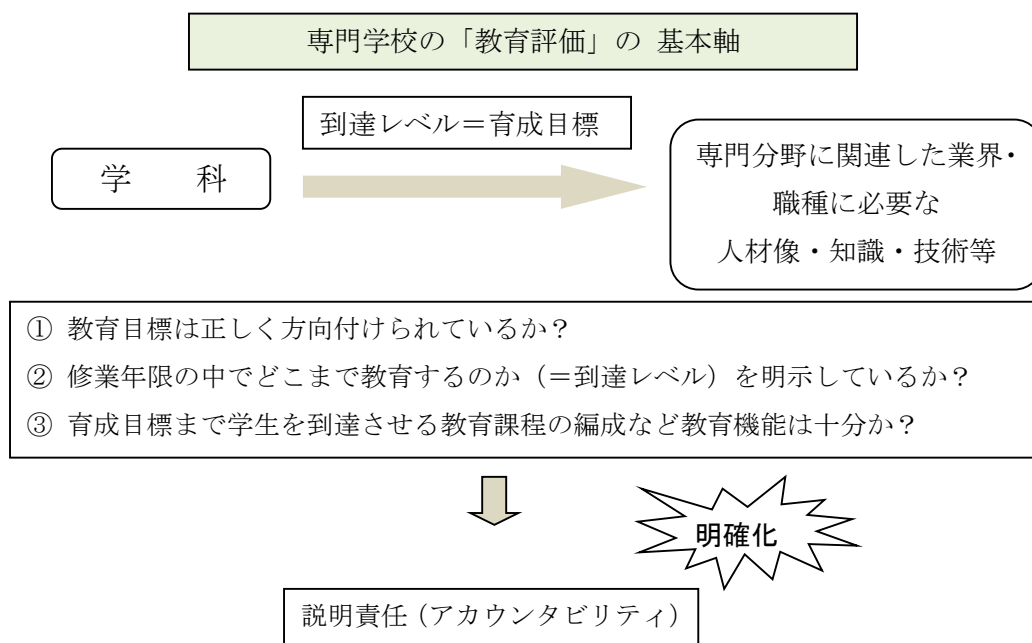 専門学校の「教育評価」の 基本軸
到達レベル＝育成目標
学　　科
専門分野に関連した業界・
職種に必要な
人材像・知識・技術等
① 教育目標は正しく方向付けられているか？
② 修業年限の中でどこまで教育するのか（＝到達レベル）を明示しているか？
③ 育成目標まで学生を到達させる教育課程の編成など教育機能は十分か？
明確化
説明責任（アカウンタビリティ）